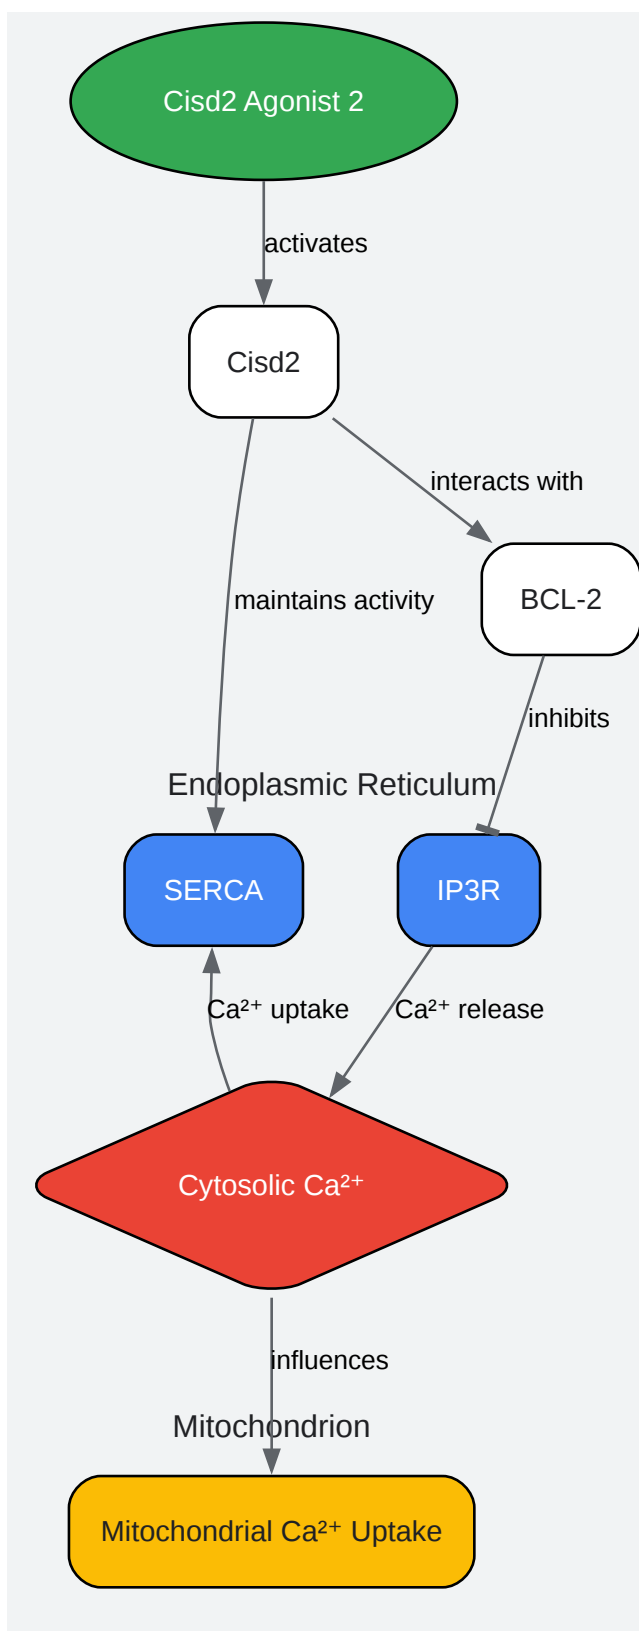 Cisd2 Agonist 2
activates
Cisd2
interacts with
maintains activity
BCL-2
inhibits
Endoplasmic Reticulum
SERCA
IP3R
Ca²⁺ uptake
Ca²⁺ release
Cytosolic Ca²⁺
influences
Mitochondrion
Mitochondrial Ca²⁺ Uptake